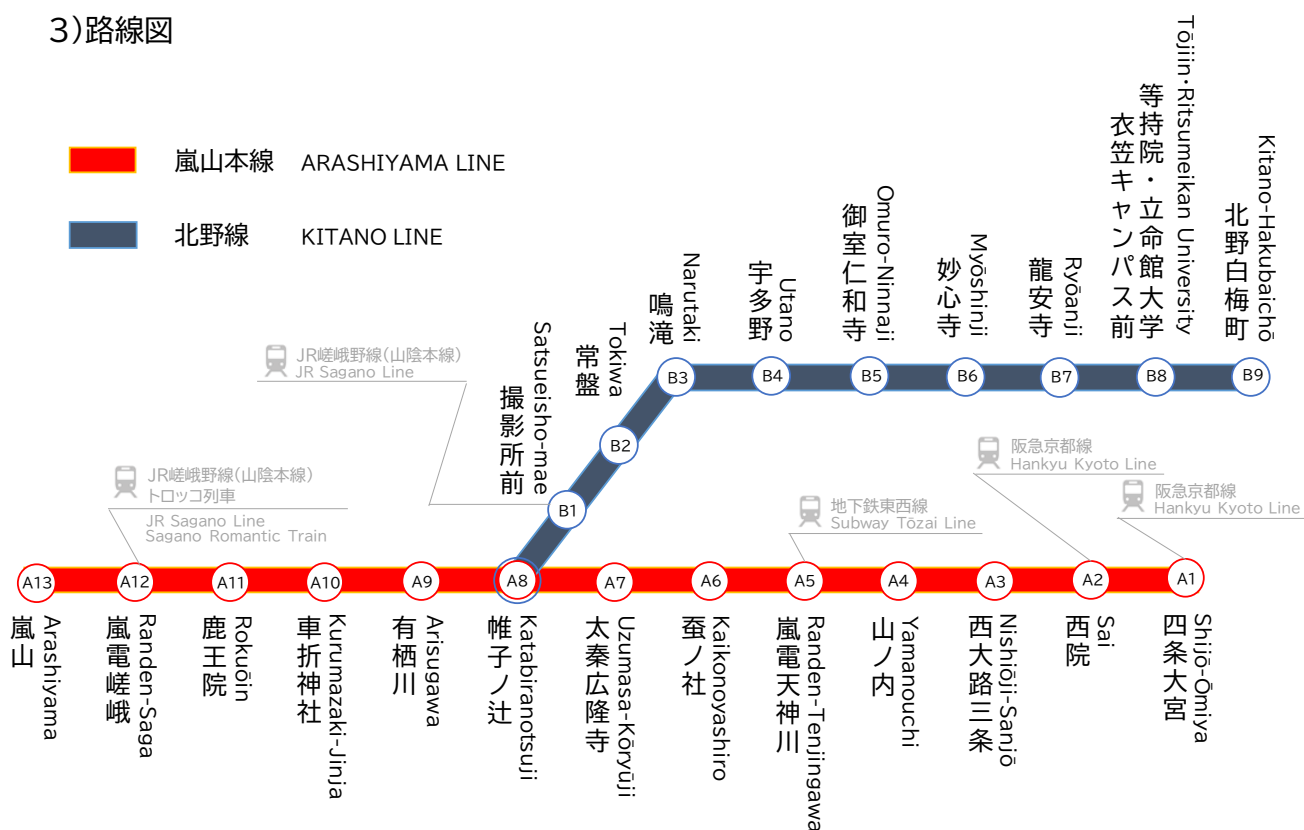 3)路線図
嵐山本線 ARASHIYAMA LINE
北野線 KITANO LINE
JR嵯峨野線(山陰本線)
JR Sagano Line
JR嵯峨野線(山陰本線)
トロッコ列車
JR Sagano Line
Sagano Romantic Train
地下鉄東西線
Subway Tōzai Line
阪急京都線
Hankyu Kyoto Line
阪急京都線
Hankyu Kyoto Line
撮影所前
Satsueisho-mae
常盤
Tokiwa
鳴滝
Narutaki
宇多野
Utano
御室仁和寺
Omuro-Ninnaji
妙心寺
Myōshinji
龍安寺
Ryōanji
等持院・立命館大学
衣笠キャンパス前
Tōjiin・Ritsumeikan University
北野白梅町
Kitano-Hakubaichō
B1
B2
B3
B4
B5
B6
B7
B8
B9
A13
A12
A11
A10
A9
A8
A7
A6
A5
A4
A3
A2
A1
嵐山
Arashiyama
嵐電嵯峨
Randen-Saga
鹿王院
Rokuōin
車折神社
Kurumazaki-Jinja
有栖川
Arisugawa
帷子ノ辻
Katabiranotsuji
太秦広隆寺
Uzumasa-Kōryūji
蚕ノ社
Kaikonoyashiro
嵐電天神川
Randen-Tenjingawa
山ノ内
Yamanouchi
西大路三条
Nishiōji-Sanjō
西院
Sai
四条大宮
Shijō-Ōmiya